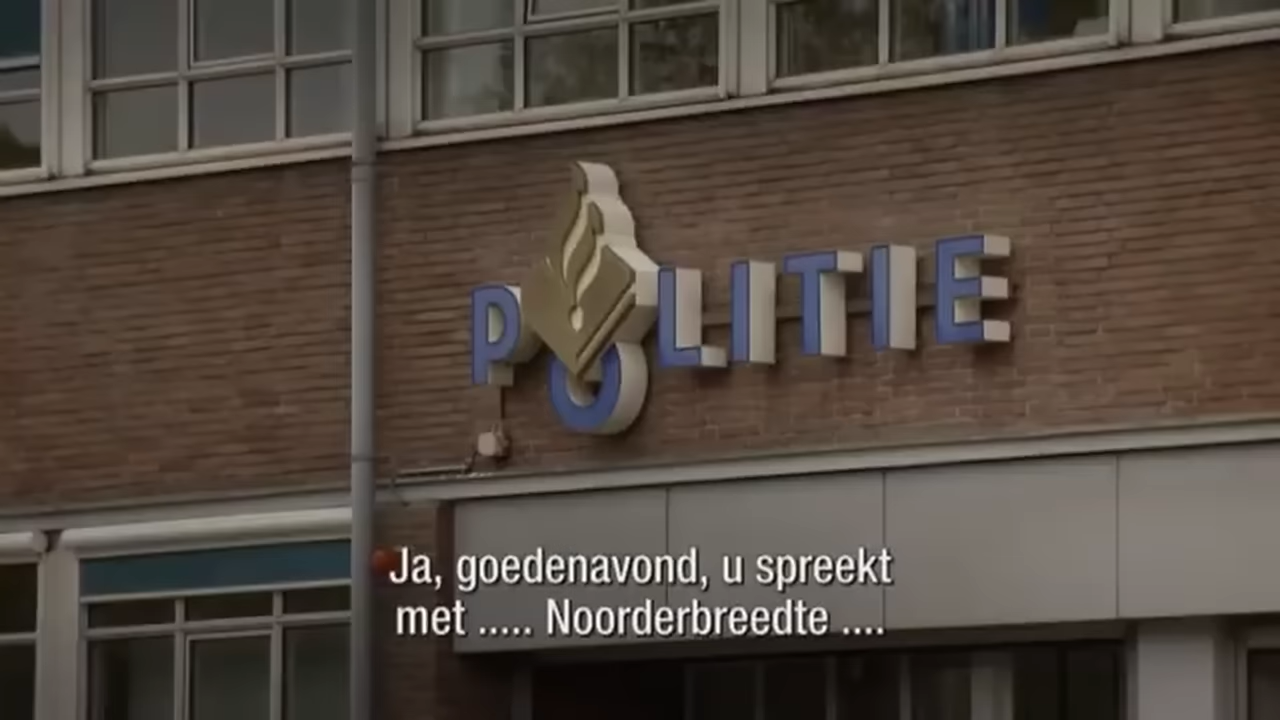 POLITIE
Ja, goedenavond, u spreekt
met ..... Noorderbreedte ....